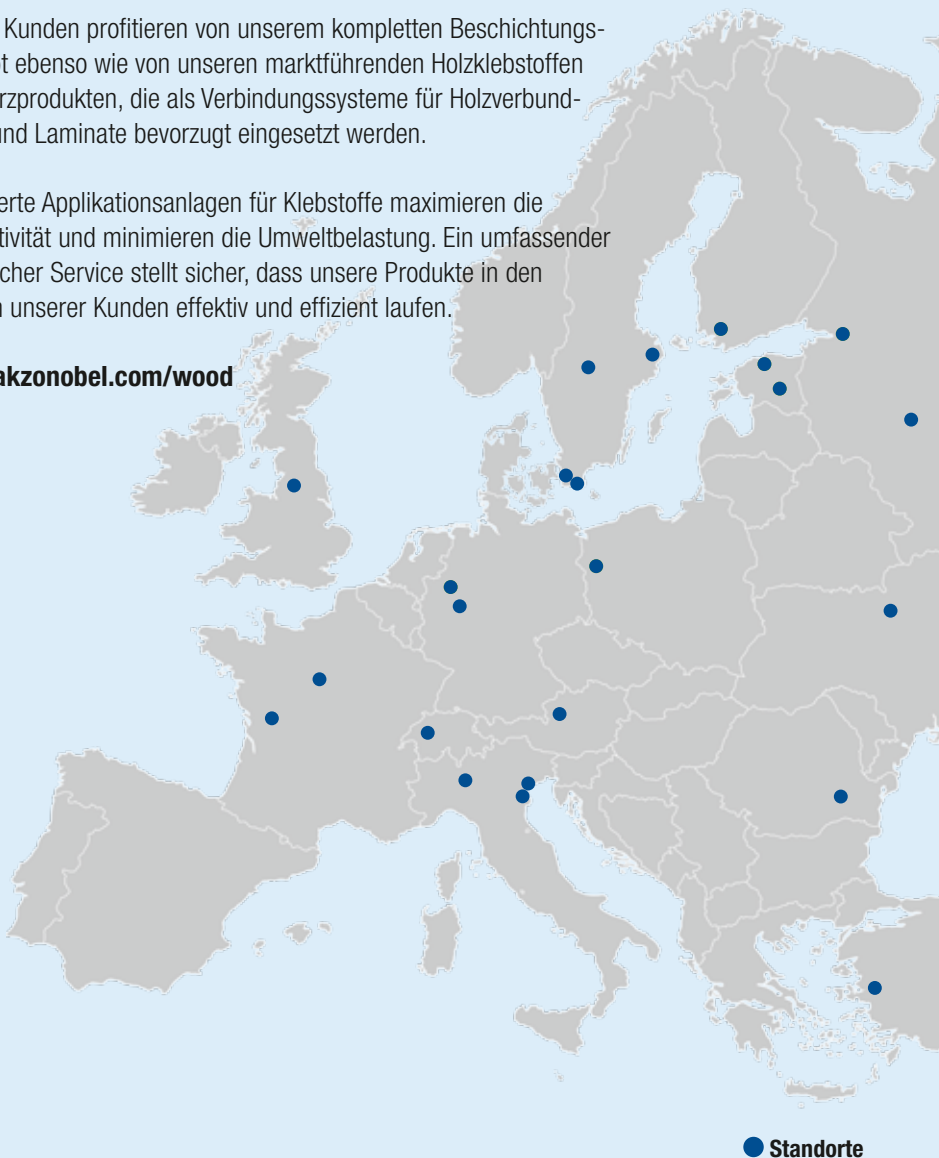 Kunden profitieren von unserem kompletten Beschichtungs-
ebenso wie von unseren marktführenden Holzklebstoffen
rzprodukten, die als Verbindungssysteme für Holzverbund-
und Laminate bevorzugt eingesetzt werden.
erte Applikationsanlagen für Klebstoffe maximieren die
tivität und minimieren die Umweltbelastung. Ein umfassender
cher Service stellt sicher, dass unsere Produkte in den
unserer Kunden effektiv und effizient laufen.
akzonobel.com/wood
Standorte